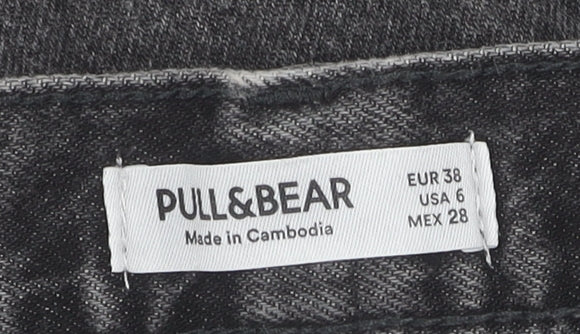 PULL&BEAR
Made in Cambodia
EUR 38
USA 6
MEX 28